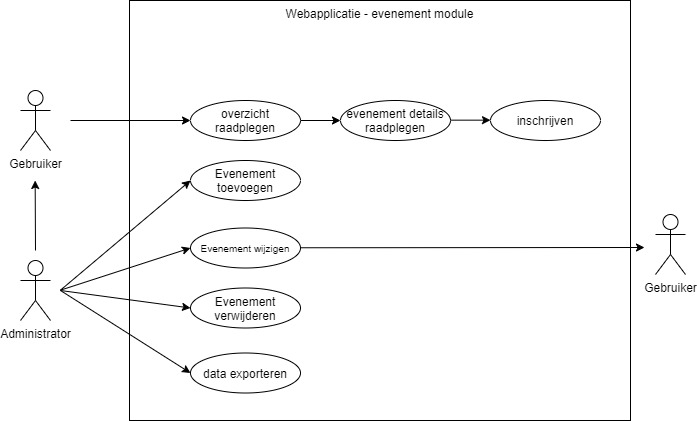 Webapplicatie - evenement module
overzicht
raadplegen
evenement details
raadplegen
inschrijven
Gebruiker
Evenement
toevoegen
Evenement wijzigen
Gebruiker
Administrator
Evenement
verwijderen
data exporteren